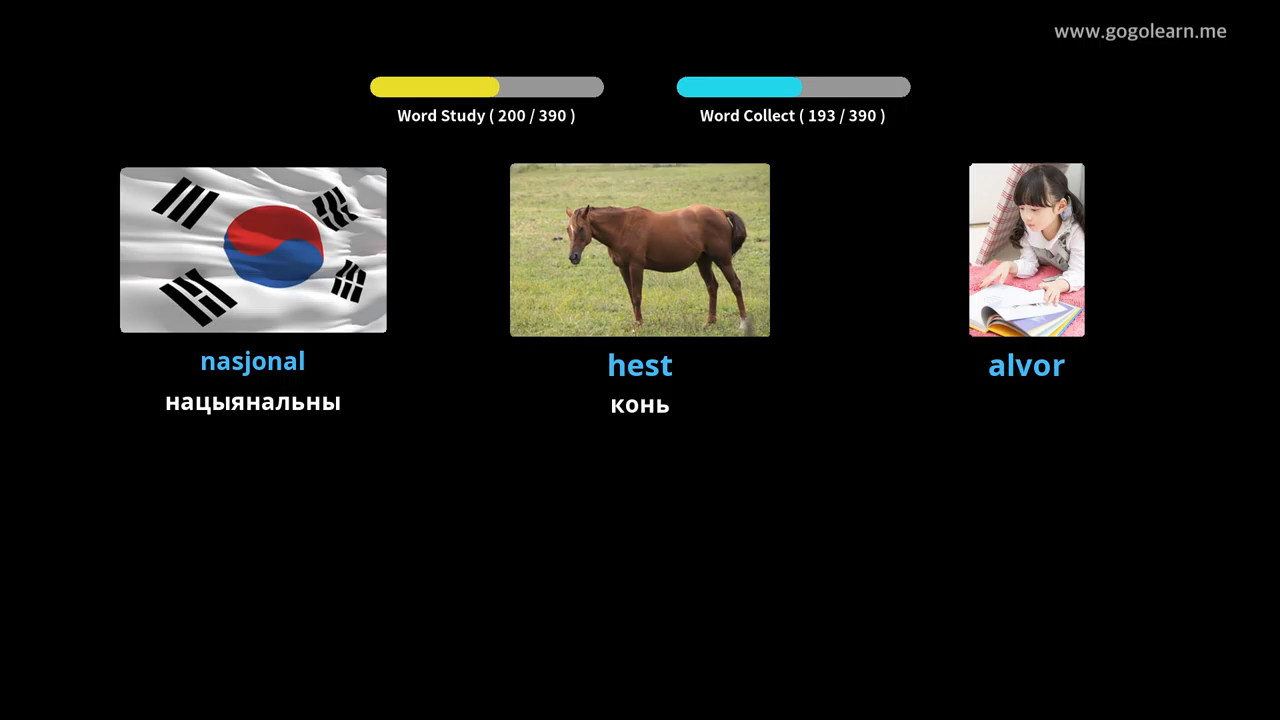 www.gogolearn.me
Word Study ( 200 / 390 )
Word Collect ( 193 / 390 )
nasjonal
нацыянальны
hest
конь
alvor